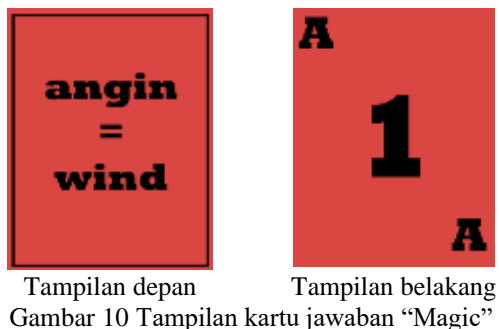 angin
=
wind
A
1
A
Tampilan depan
Tampilan belakang
Gambar 10 Tampilan kartu jawaban “Magic”